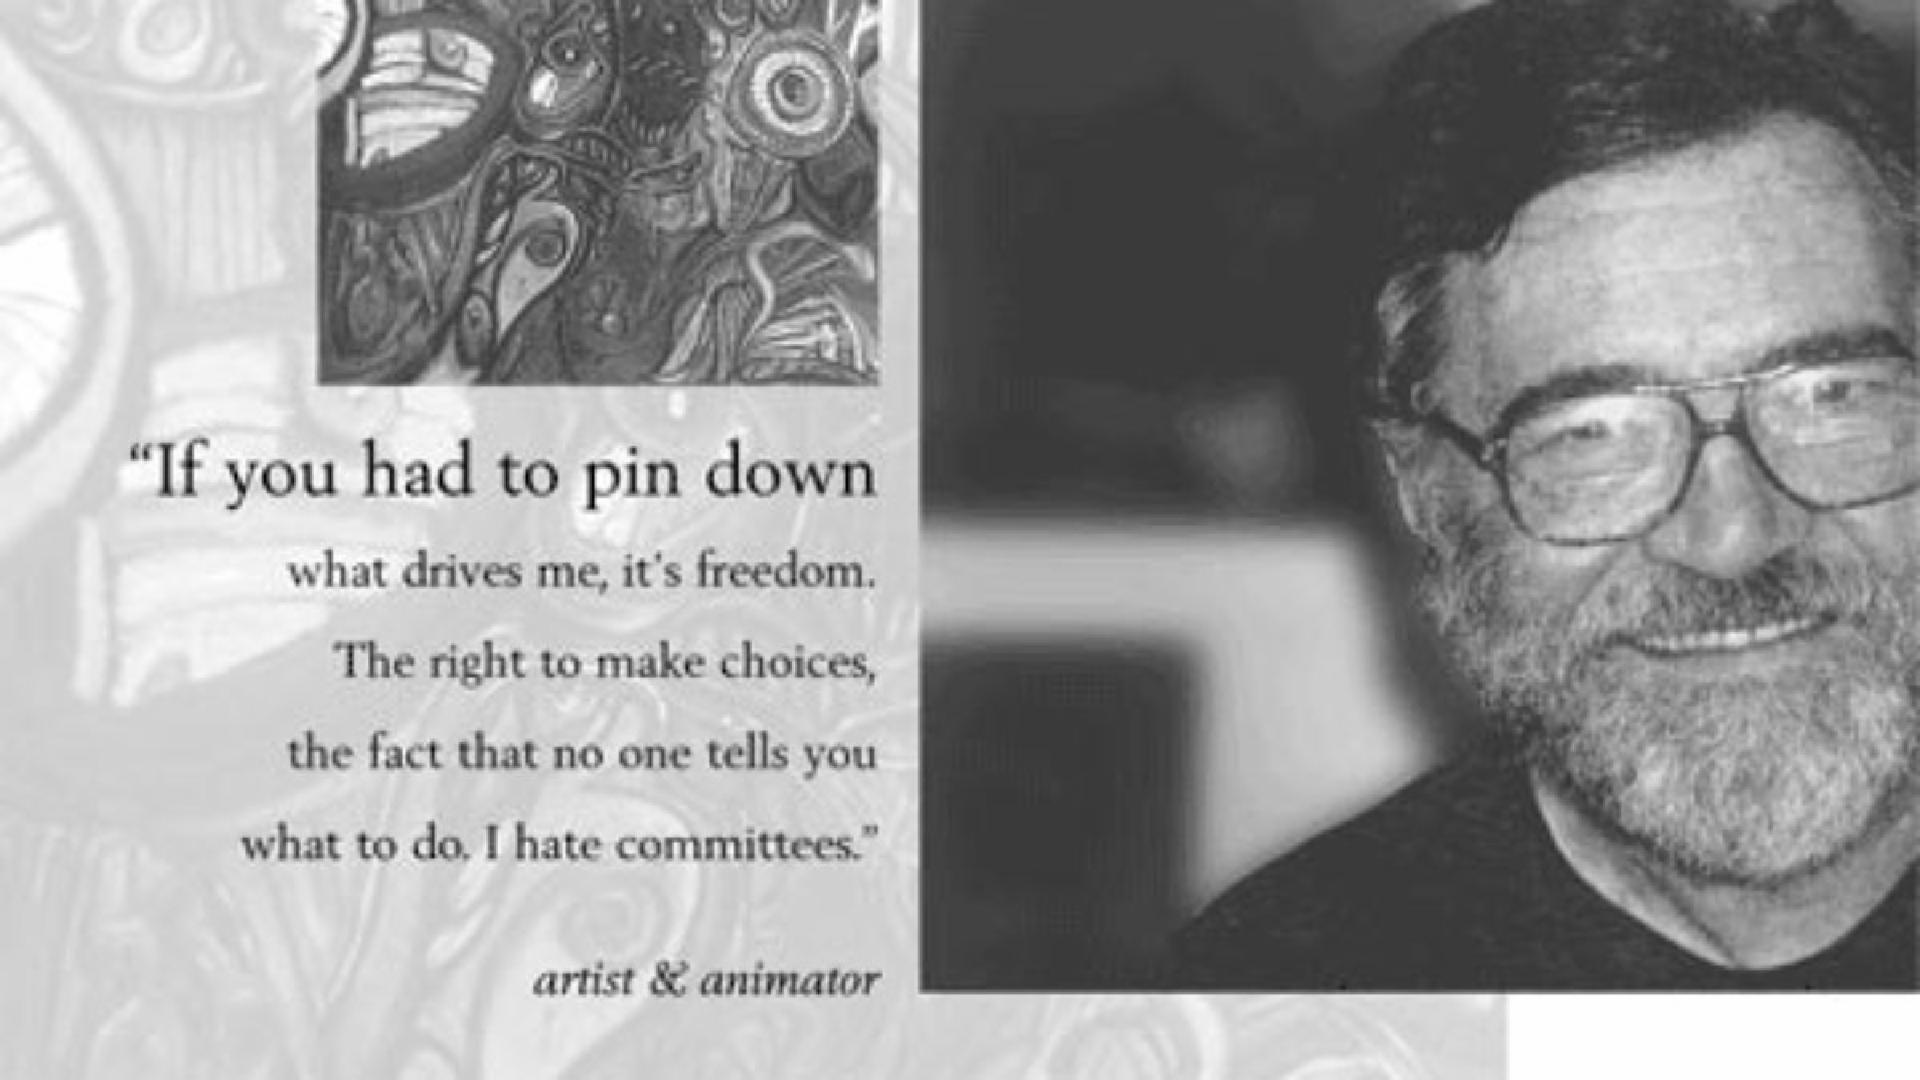 “If you had to pin down
what drives me, it's freedom.
The right to make choices,
the fact that no one tells you
what to do. I hate committees.”
artist & animator